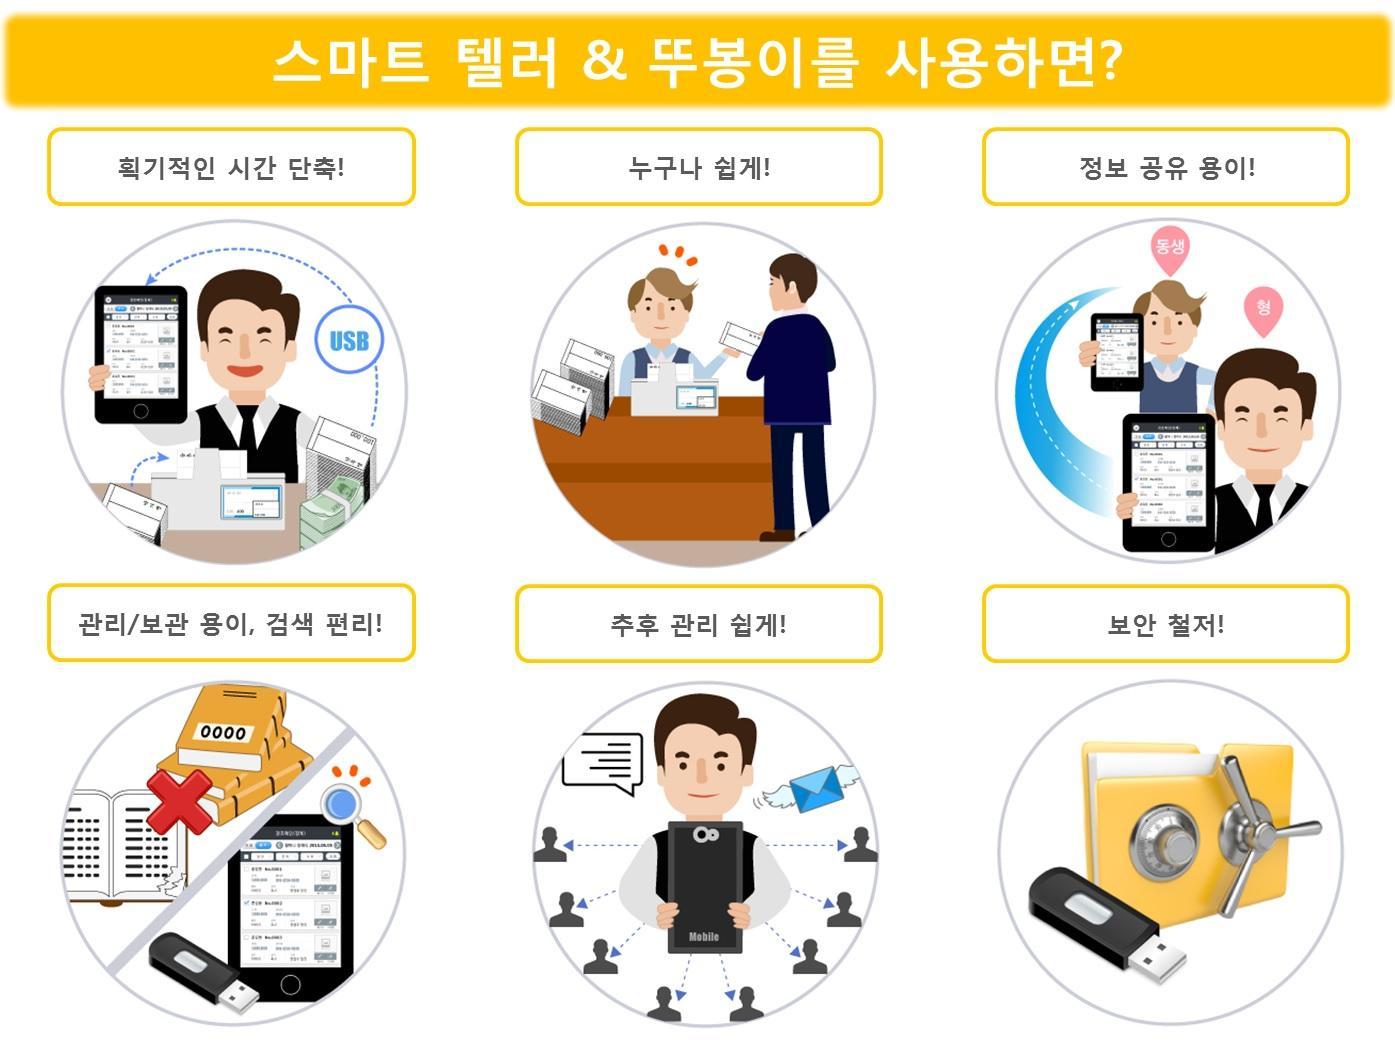 스마트 텔러 & 뚜봉이를 사용하면?
획기적인 시간 단축!
누구나 쉽게!
정보 공유 용이!
USB
000 001
동생
형
관리/보관 용이, 검색 편리!
추후 관리 쉽게!
보안 철저!
0000
Mobile